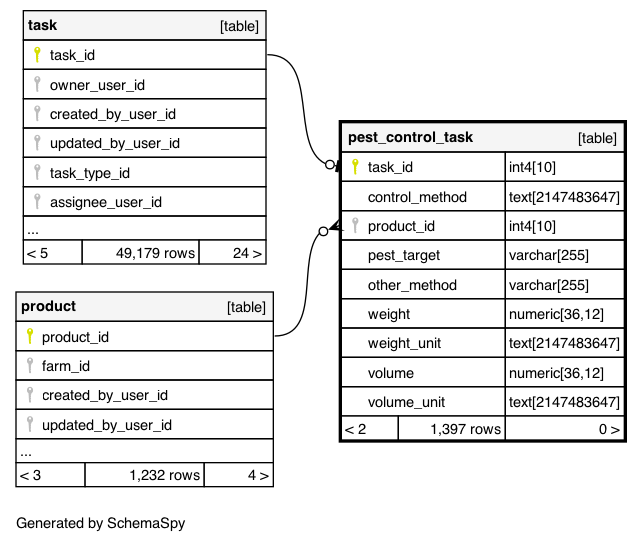 task [table]
task_id
owner_user_id
created_by_user_id
updated_by_user_id
task_type_id
assignee_user_id
...
< 5 49,179 rows 24 >
product [table]
product_id
farm_id
created_by_user_id
updated_by_user_id
...
< 3 1,232 rows 4 >
pest_control_task [table]
task_id int4[10]
control_method text[2147483647]
product_id int4[10]
pest_target varchar[255]
other_method varchar[255]
weight numeric[36,12]
weight_unit text[2147483647]
volume numeric[36,12]
volume_unit text[2147483647]
< 2 1,397 rows 0 >
Generated by SchemaSpy